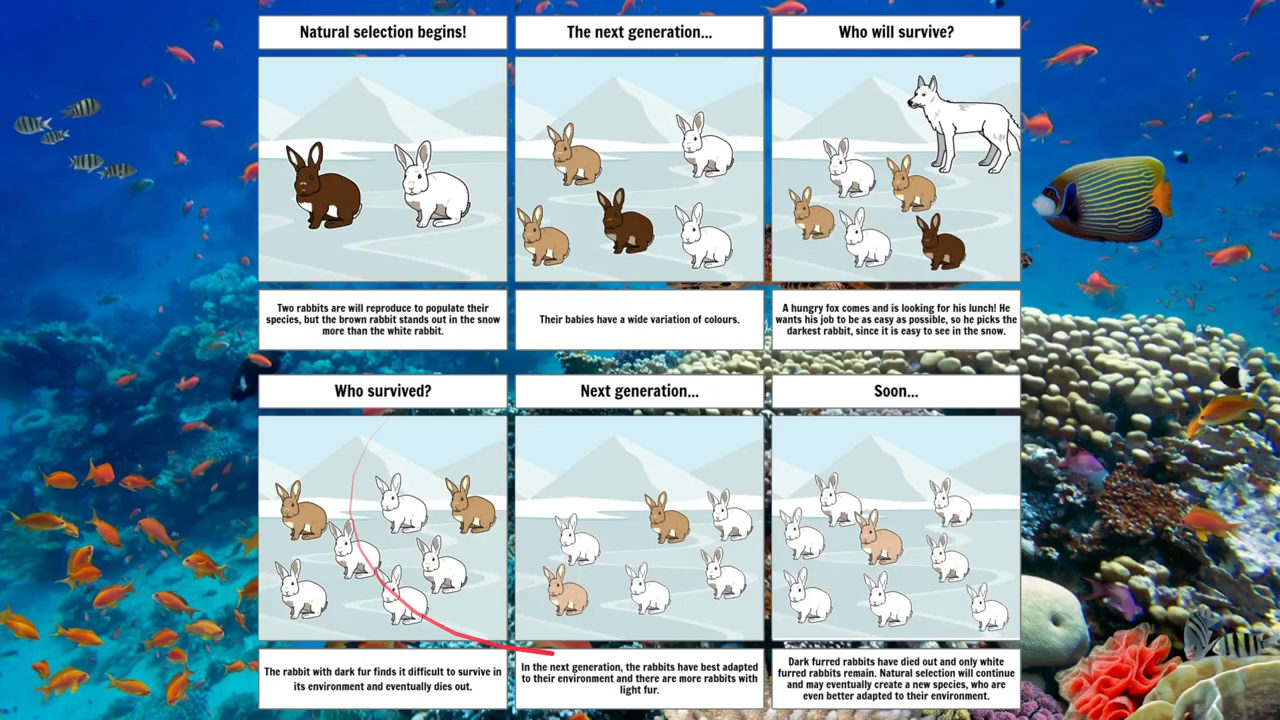 Natural selection begins!
The next generation...
Who will survive?
Two rabbits are will reproduce to populate their
species, but the brown rabbit stands out in the snow
more than the white rabbit.
Their babies have a wide variation of colours.
A hungry fox comes and is looking for his lunch! He
wants his job to be as easy as possible, so he picks the
darkest rabbit, since it is easy to see in the snow.
Who survived?
Next generation...
Soon...
The rabbit with dark fur finds it difficult to survive in
its environment and eventually dies out.
In the next generation, the rabbits have best adapted
to their environment and there are more rabbits with
light fur.
Dark furred rabbits have died out and only white
furred rabbits remain. Natural selection will continue
and may eventually create a new species, who are
even better adapted to their environment.